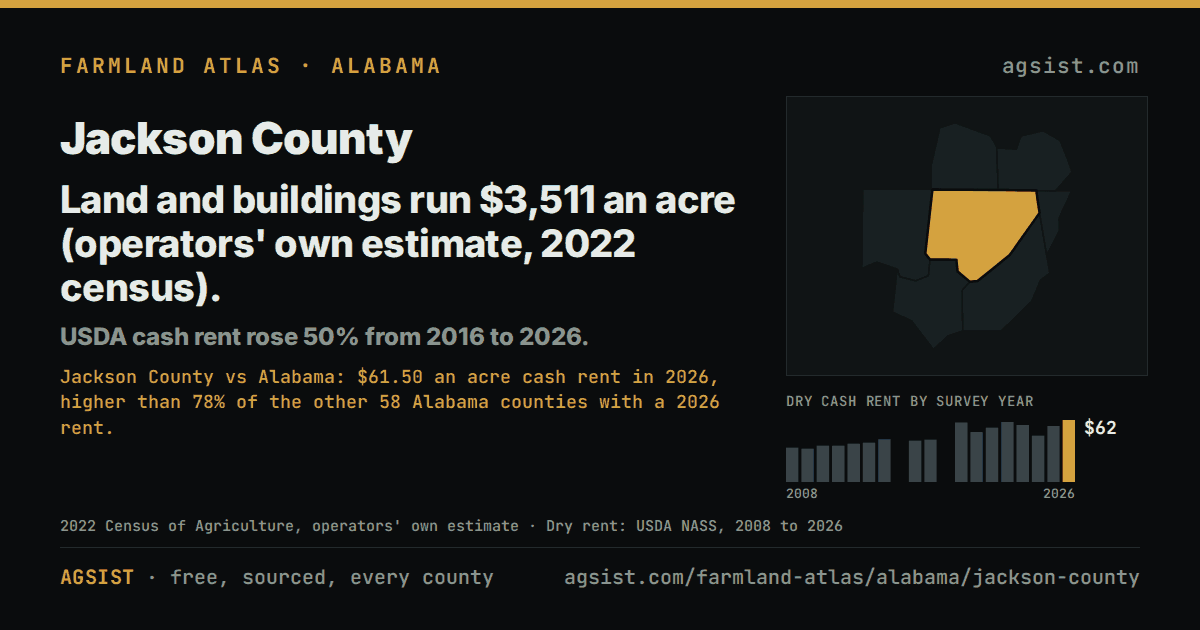 FARMLAND ATLAS · ALABAMA
agsist.com
Jackson County
Land and buildings run $3,511 an acre
(operators' own estimate, 2022
census).
USDA cash rent rose 50% from 2016 to 2026.
Jackson County vs Alabama: $61.50 an acre cash rent in 2026,
higher than 78% of the other 58 Alabama counties with a 2026
rent.
DRY CASH RENT BY SURVEY YEAR
$62
2008
2026
2022 Census of Agriculture, operators' own estimate · Dry rent: USDA NASS, 2008 to 2026
AGSIST · free, sourced, every county
agsist.com/farmland-atlas/alabama/jackson-county